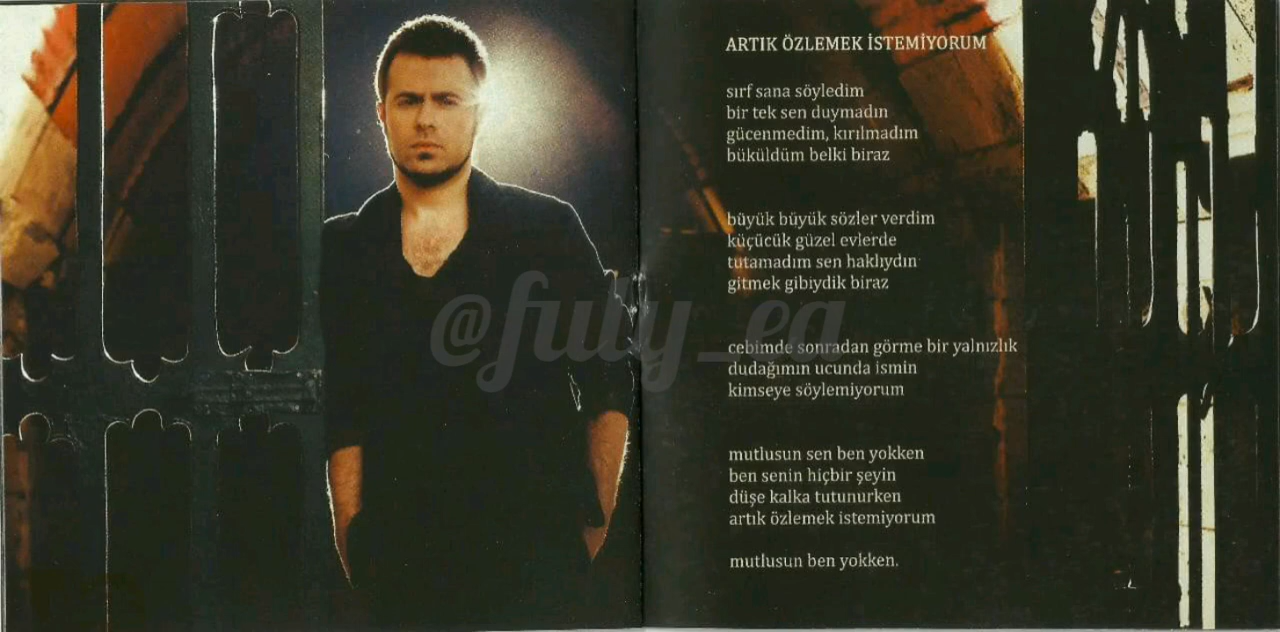 ARTIK ÖZLEMEK İSTEMİYORUM
sırf sana söyledim
bir tek sen duymadın
gücenmedim, kırılmadım
büküldüm belki biraz
büyük büyük sözler verdim
küçücük güzel evlerde
tutamadım sen haklıydın
gitmek gibiydik biraz
cebimde sonradan görme bir yalnızlık
dudağımın ucunda ismin
kimseye söylemiyorum
mutlusun sen ben yokken
ben senin hiçbir şeyin
düşe kalka tutunurken
artık özlemek istemiyorum
mutlusun ben yokken.
@fuly_ea